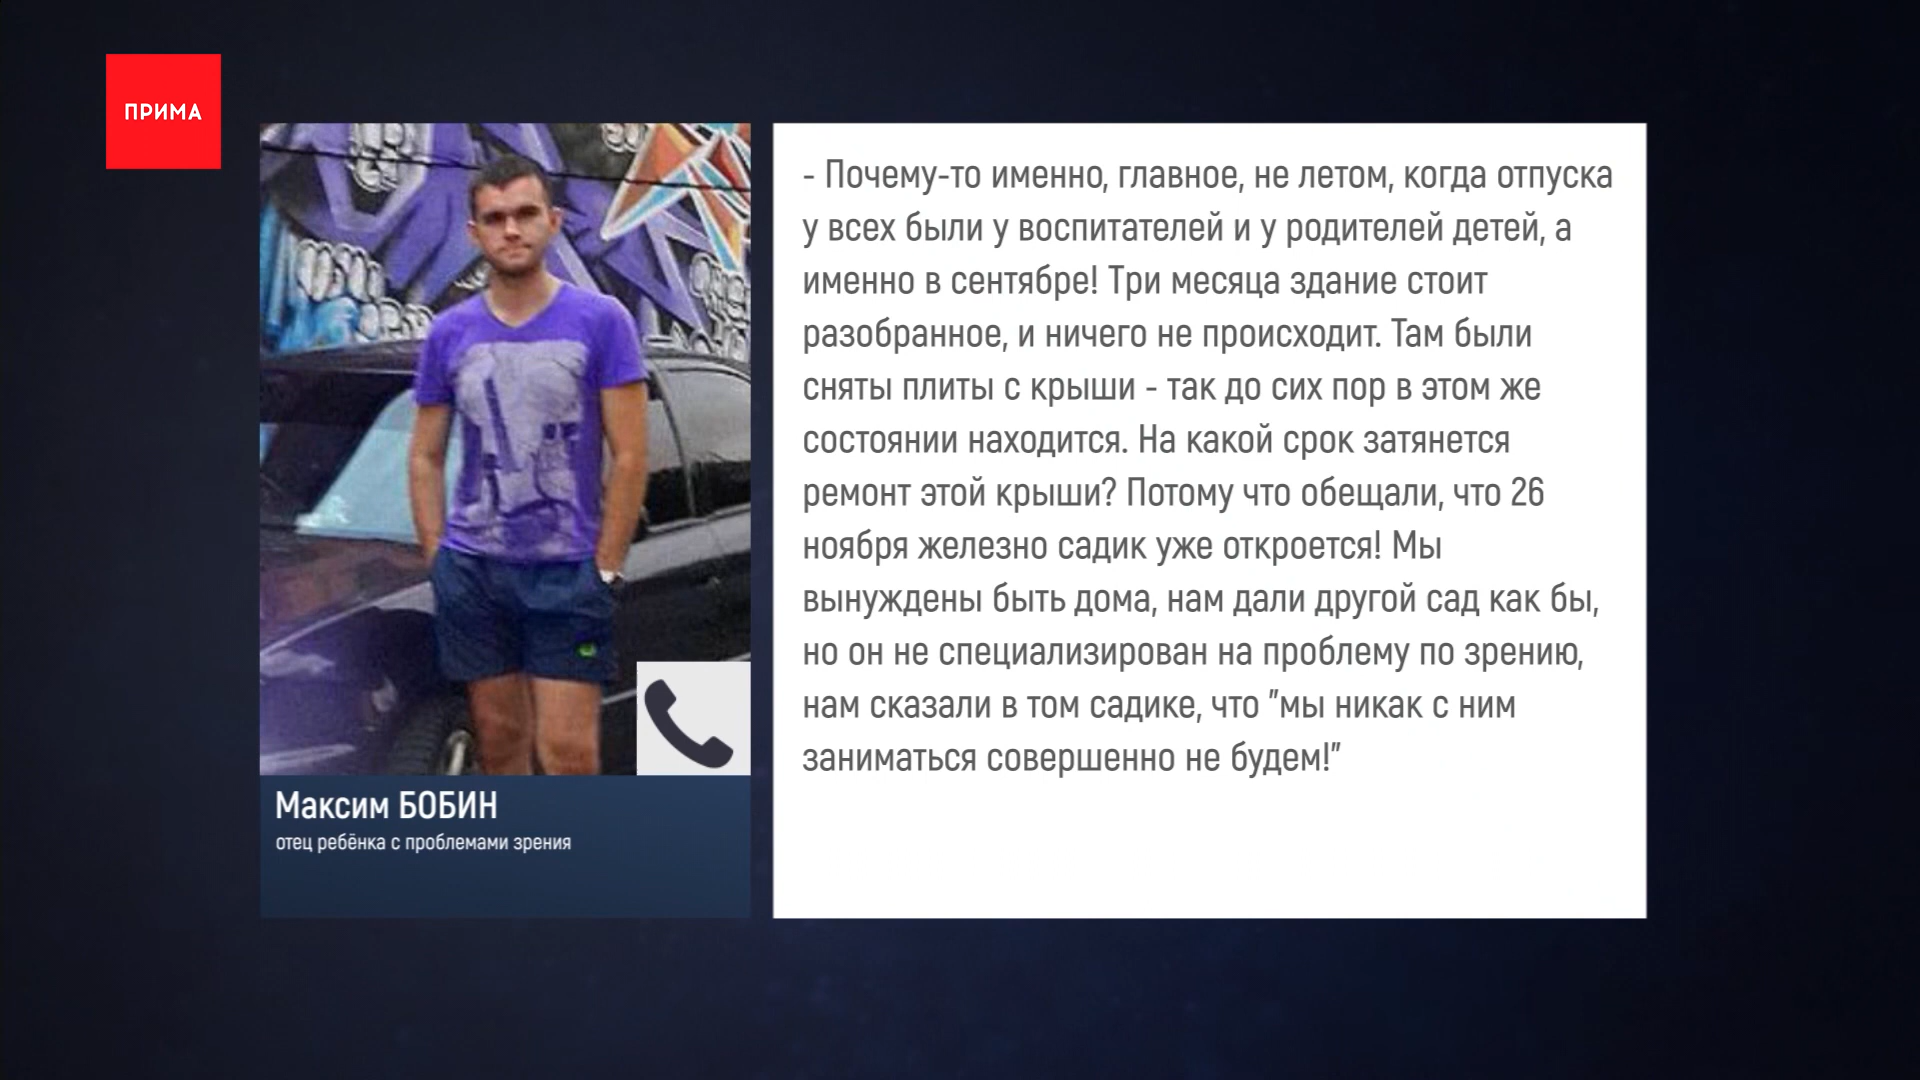 ПРИМА
- Почему-то именно, главное, не летом, когда отпуска
у всех были у воспитателей и у родителей детей, а
именно в сентябре! Три месяца здание стоит
разобранное, и ничего не происходит. Там были
сняты плиты с крыши - так до сих пор в этом же
состоянии находится. На какой срок затянется
ремонт этой крыши? Потому что обещали, что 26
ноября железно садик уже откроется! Мы
вынуждены быть дома, нам дали другой сад как бы,
но он не специализирован на проблему по зрению,
нам сказали в том садике, что "мы никак с ним
заниматься совершенно не будем!"
Максим БОБИН
отец ребёнка с проблемами зрения